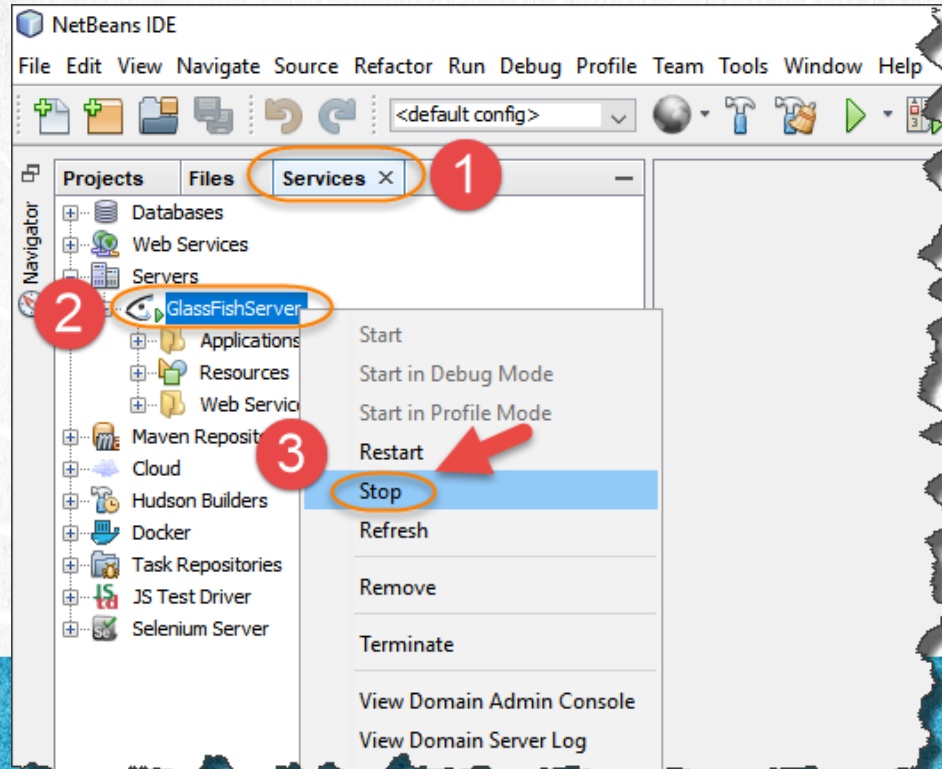 NetBeans IDE
File Edit View Navigate Source Refactor Run Debug Profile Team Tools Window Help
<default config>
Projects Files Services
1
Navigator
Databases
Web Services
Servers
2
GlassFishServer
Applications
Resources
Web Servic
Maven Reposit
Cloud
Hudson Builders
Docker
Task Repositories
JS Test Driver
Selenium Server
Start
Start in Debug Mode
Start in Profile Mode
Restart
3
Stop
Refresh
Remove
Terminate
View Domain Admin Console
View Domain Server Log